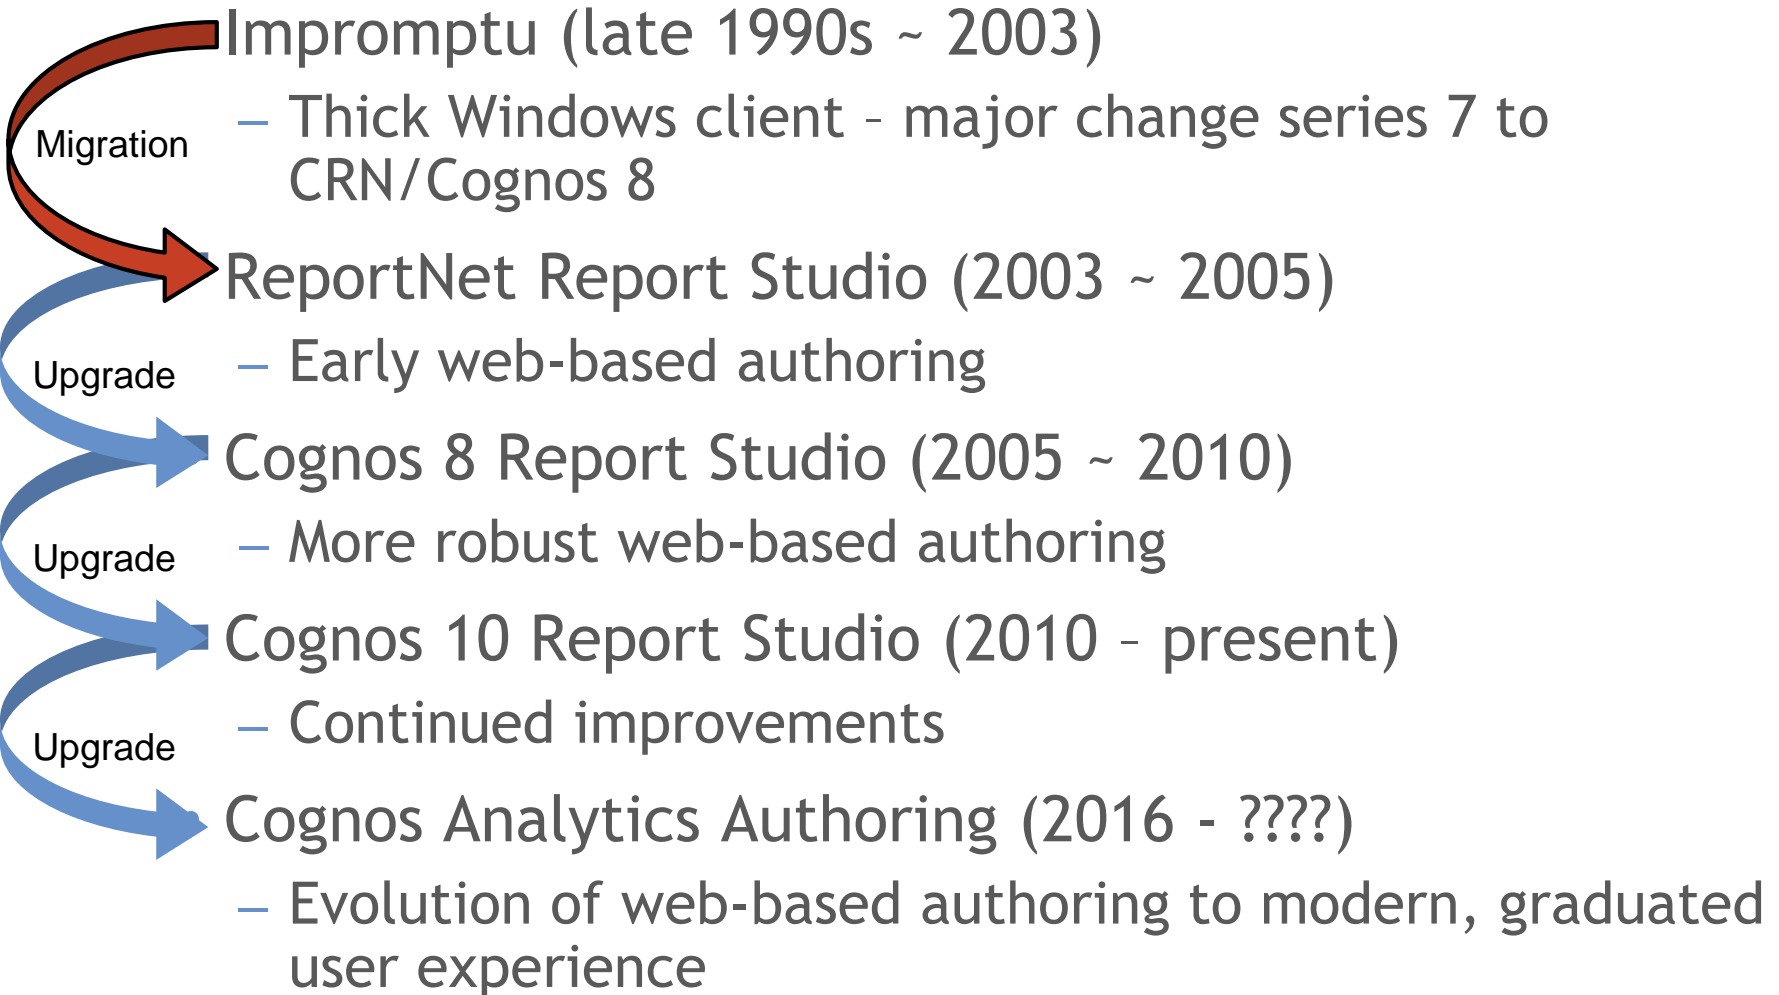 Impromptu (late 1990s ~ 2003)
– Thick Windows client – major change series 7 to
CRN/Cognos 8
Migration
ReportNet Report Studio (2003 ~ 2005)
– Early web-based authoring
Upgrade
Cognos 8 Report Studio (2005 ~ 2010)
– More robust web-based authoring
Upgrade
Cognos 10 Report Studio (2010 – present)
– Continued improvements
Upgrade
Cognos Analytics Authoring (2016 - ????)
– Evolution of web-based authoring to modern, graduated
user experience